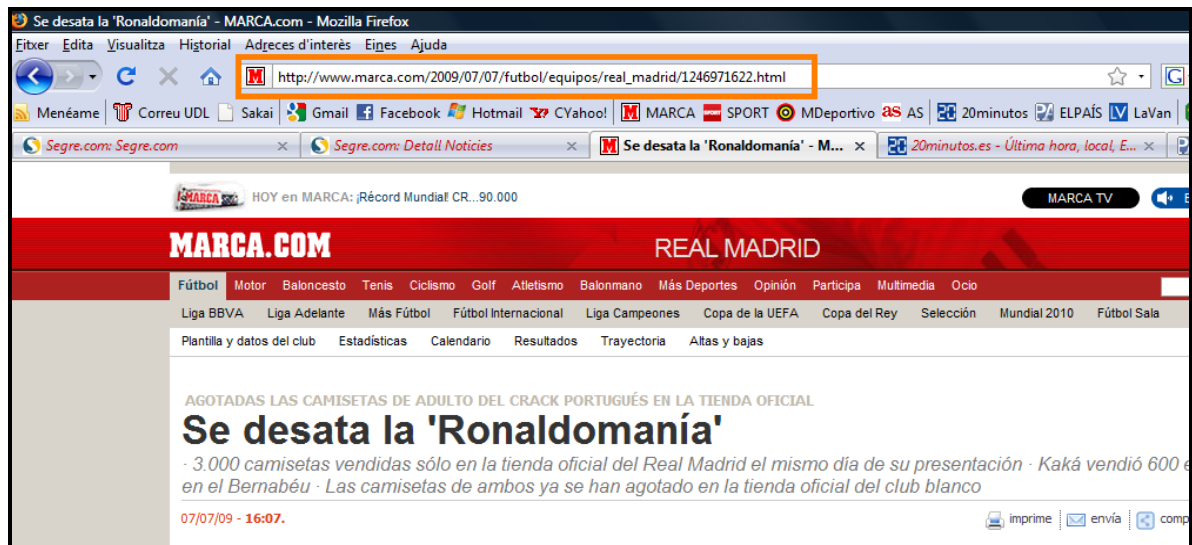 Se desata la 'Ronaldomanía' - MARCA.com - Mozilla Firefox
Fitxer Edita Visualitza Historial Adreces d'interès Eines Ajuda
http://www.marca.com/2009/07/07/futbol/equipos/real_madrid/1246971622.html G
Menéame Correu UDL Sakai Gmail Facebook Hotmail CYahoo! MARCA SPORT MDeportivo as AS 20minutos ELPAÍS LaVan
Segre.com: Segre.com Segre.com: Detall Noticies Se desata la 'Ronaldomanía' - M... 20minutos.es - Última hora, local, E...
MARCA HOY en MARCA: ¡Récord Mundial! CR...90.000 MARCA TV
MARCA.COM REAL MADRID
Fútbol Motor Baloncesto Tenis Ciclismo Golf Atletismo Balonmano Más Deportes Opinión Participa Multimedia Ocio
Liga BBVA Liga Adelante Más Fútbol Fútbol Internacional Liga Campeones Copa de la UEFA Copa del Rey Selección Mundial 2010 Fútbol Sala
Plantilla y datos del club Estadísticas Calendario Resultados Trayectoria Altas y bajas
AGOTADAS LAS CAMISETAS DE ADULTO DEL CRACK PORTUGUÉS EN LA TIENDA OFICIAL
Se desata la 'Ronaldomanía'
· 3.000 camisetas vendidas sólo en la tienda oficial del Real Madrid el mismo día de su presentación · Kaká vendió 600 e
en el Bernabéu · Las camisetas de ambos ya se han agotado en la tienda oficial del club blanco
07/07/09 - 16:07. imprime envía comp